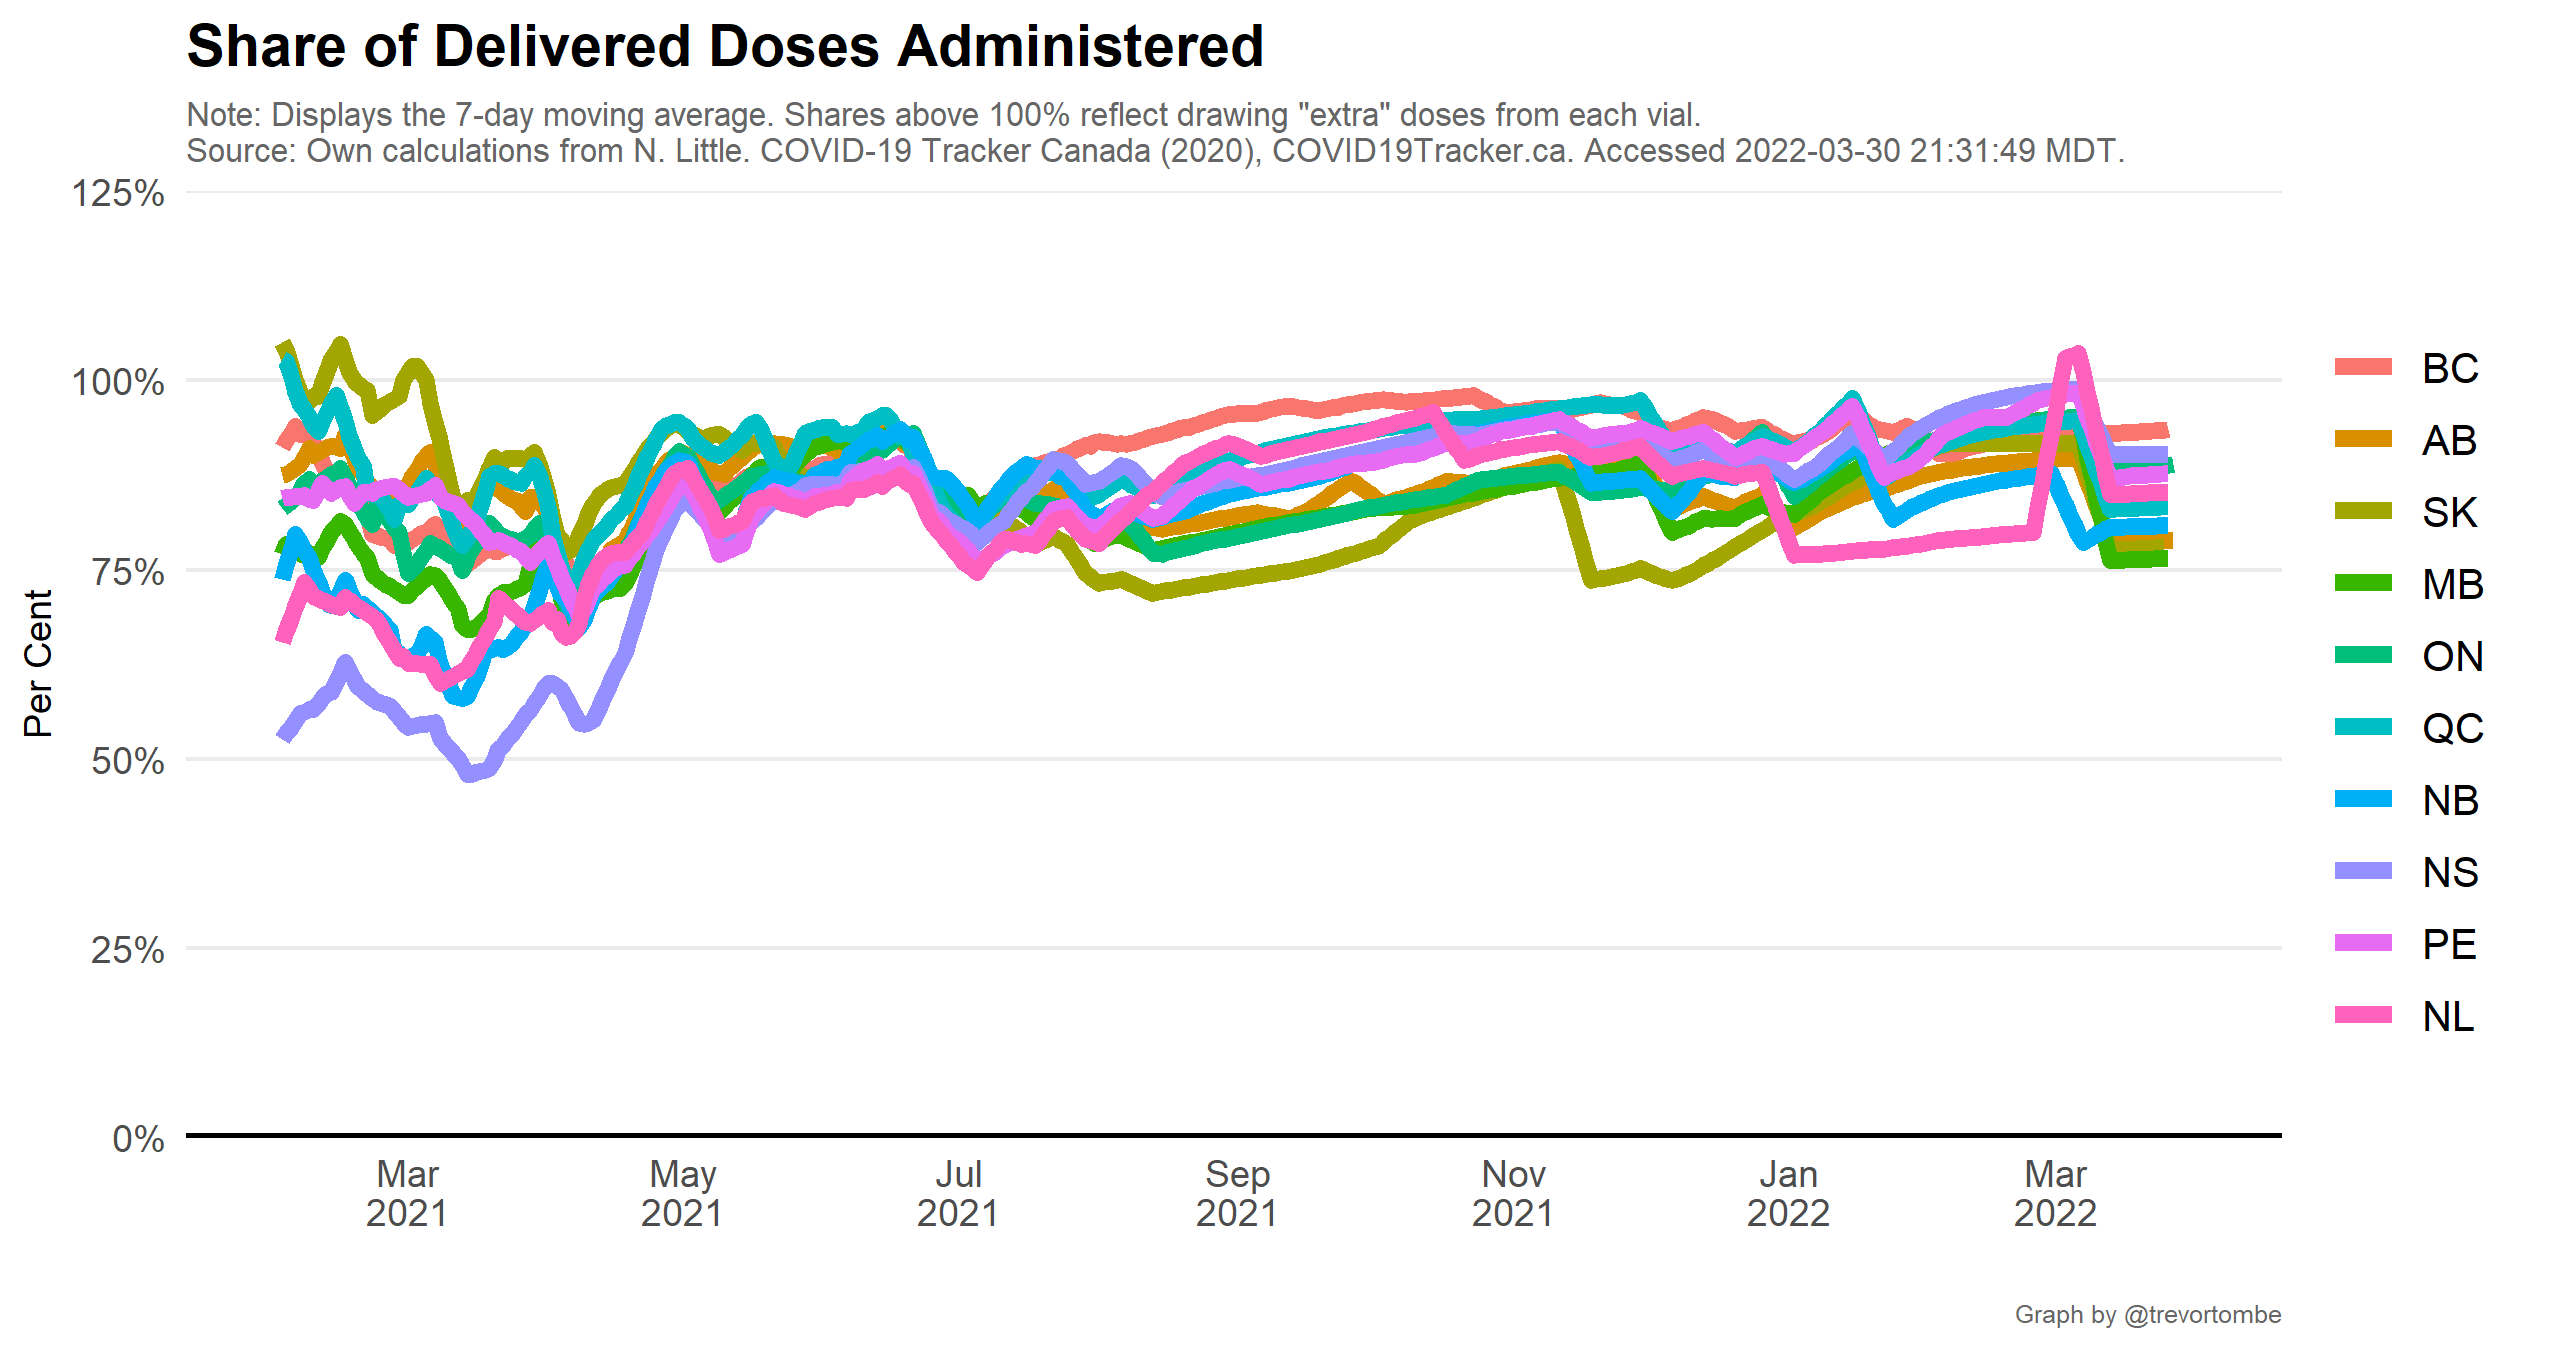 Share of Delivered Doses Administered
Note: Displays the 7-day moving average. Shares above 100% reflect drawing "extra" doses from each vial.
Source: Own calculations from N. Little. COVID-19 Tracker Canada (2020), COVID19Tracker.ca. Accessed 2022-03-30 21:31:49 MDT.
125%
100%
75%
50%
25%
0%
Per Cent
Mar
2021
May
2021
Jul
2021
Sep
2021
Nov
2021
Jan
2022
Mar
2022
BC
AB
SK
MB
ON
QC
NB
NS
PE
NL
Graph by @trevortombe